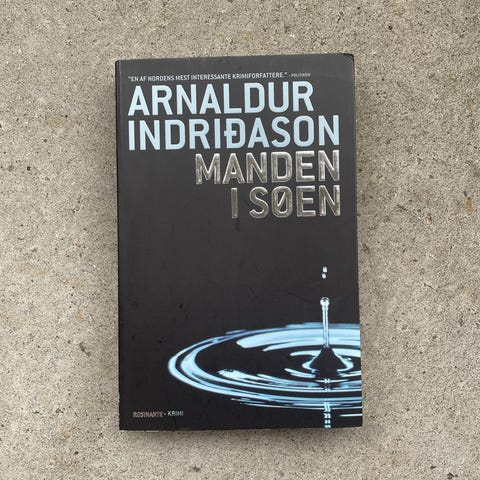 "EN AF NORDENS MEST INTERESSANTE KRIMIFORFATTERE." - POLITIKEN
ARNALDUR
INDRIÐASON
MANDEN
I SØEN
ROSINANTE • KRIMI